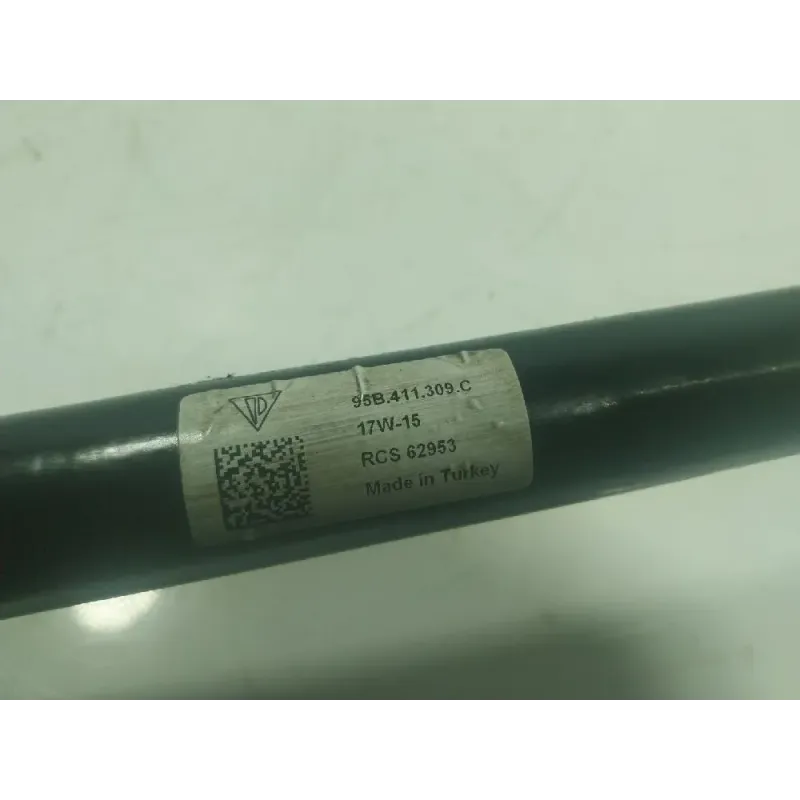 95B.411.309.C
17W-15
RCS 62953
Made in Turkey